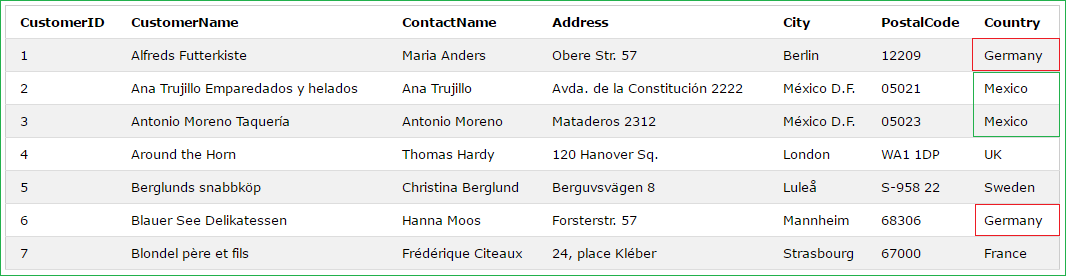 CustomerID CustomerName ContactName Address City PostalCode Country
1 Alfreds Futterkiste Maria Anders Obere Str. 57 Berlin 12209 Germany
2 Ana Trujillo Emparedados y helados Ana Trujillo Avda. de la Constitución 2222 México D.F. 05021 Mexico
3 Antonio Moreno Taquería Antonio Moreno Mataderos 2312 México D.F. 05023 Mexico
4 Around the Horn Thomas Hardy 120 Hanover Sq. London WA1 1DP UK
5 Berglunds snabbköp Christina Berglund Berguvsvägen 8 Luleå S-958 22 Sweden
6 Blauer See Delikatessen Hanna Moos Forsterstr. 57 Mannheim 68306 Germany
7 Blondel père et fils Frédérique Citeaux 24, place Kléber Strasbourg 67000 France